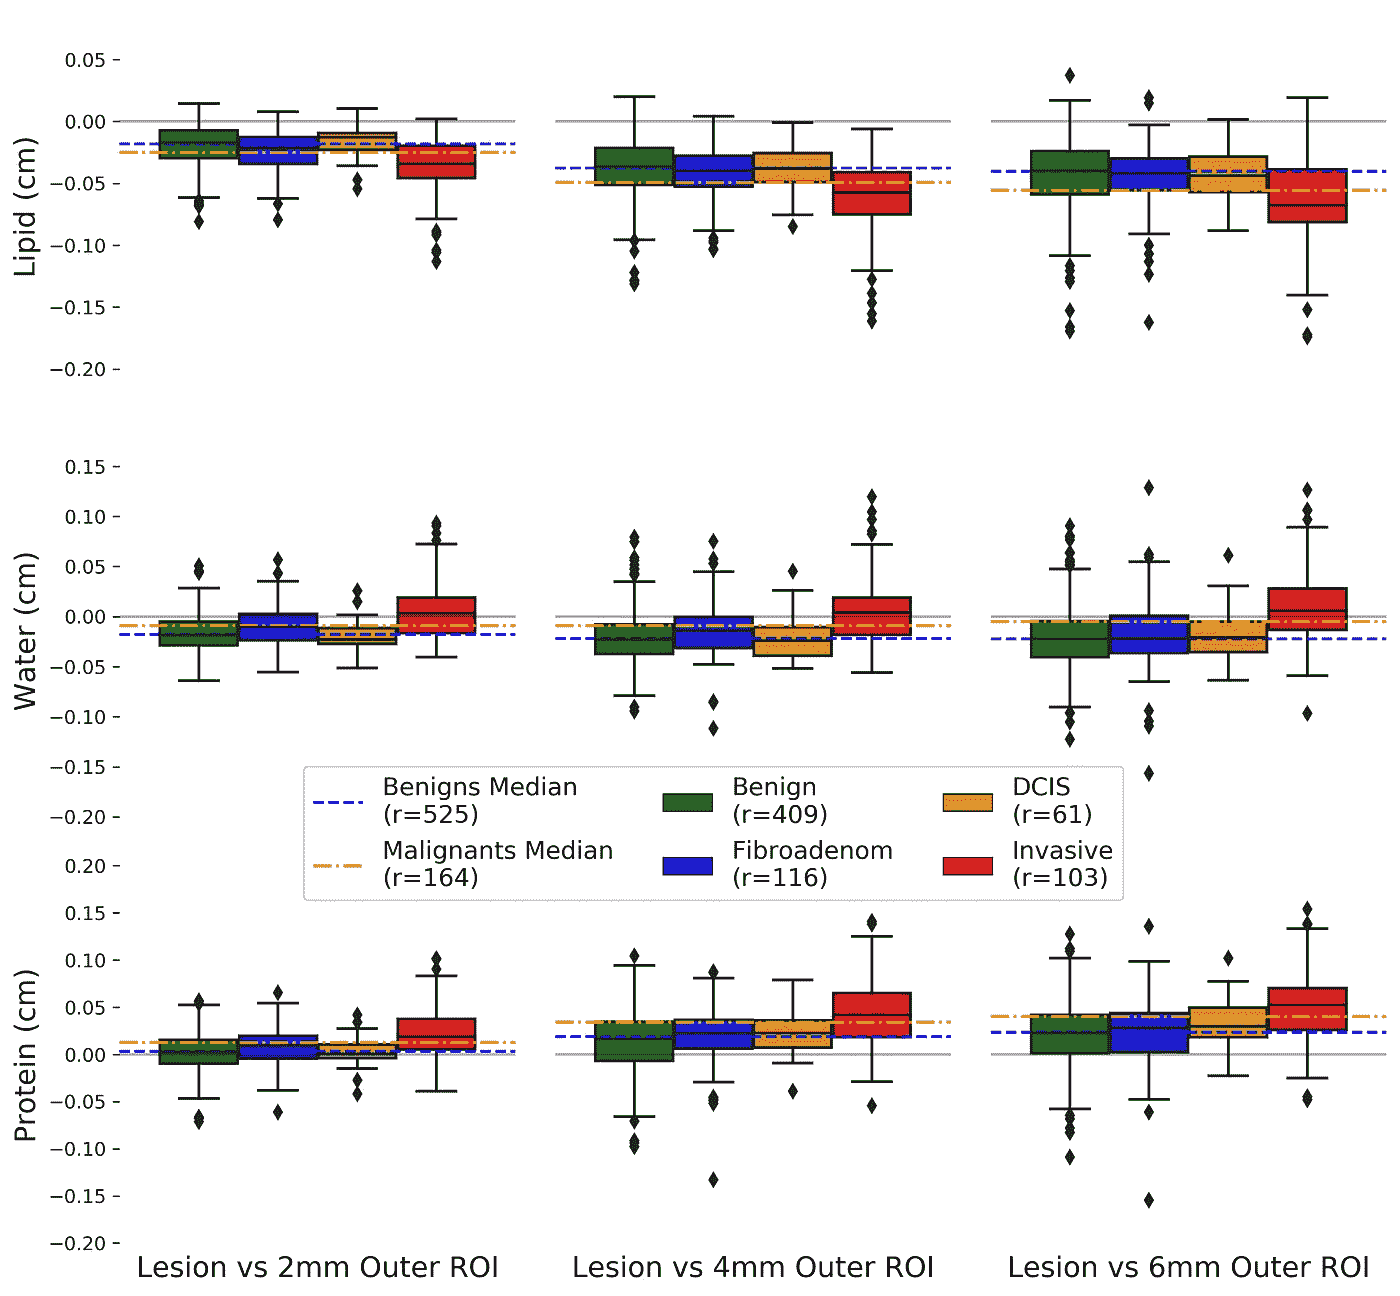 0.05
0.00
−0.05
−0.10
−0.15
−0.20
Lipid (cm)
0.15
0.10
0.05
0.00
−0.05
−0.10
−0.15
−0.20
Water (cm)
Benigns Median
(r=525)
Malignants Median
(r=164)
Benign
(r=409)
Fibroadenom
(r=116)
DCIS
(r=61)
Invasive
(r=103)
0.20
0.15
0.10
0.05
0.00
−0.05
−0.10
−0.15
−0.20
Protein (cm)
Lesion vs 2mm Outer ROI
Lesion vs 4mm Outer ROI
Lesion vs 6mm Outer ROI